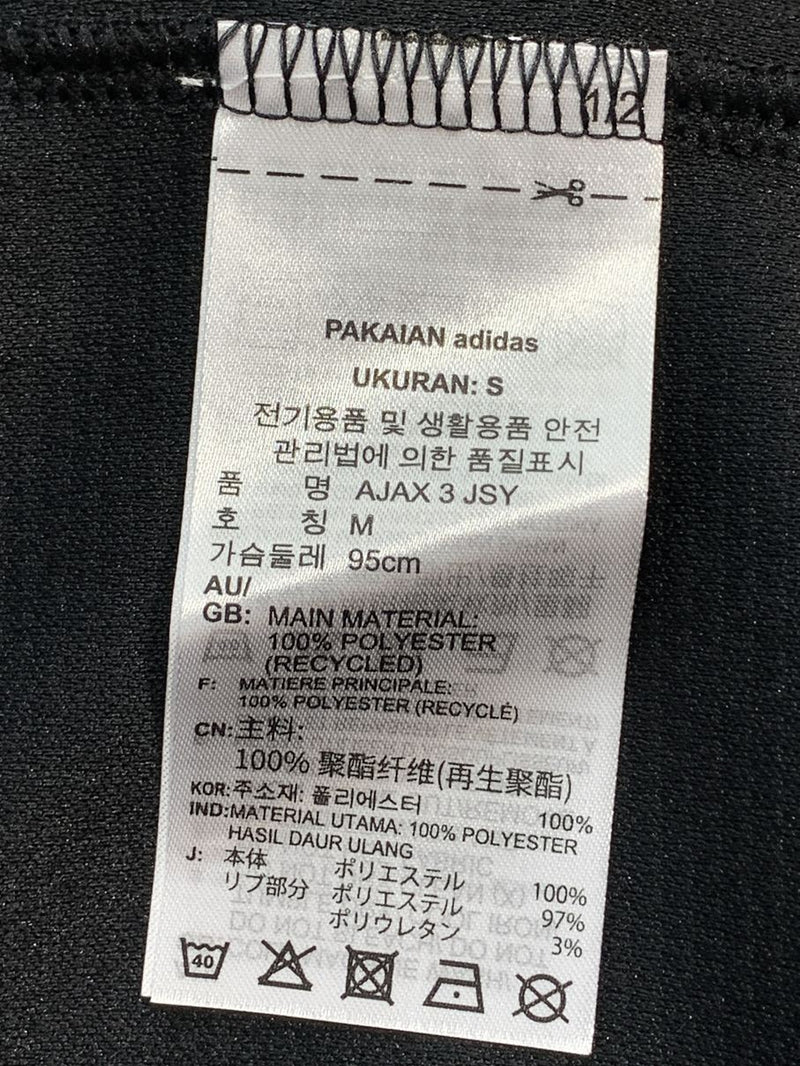 1/2
PAKAIAN adidas
UKURAN: S
전기용품 및 생활용품 안전
관리법에 의한 품질표시
품 명 AJAX 3 JSY
호 칭 M
가슴둘레 95cm
AU/
GB: MAIN MATERIAL:
100% POLYESTER
(RECYCLED)
F: MATIERE PRINCIPALE:
100% POLYESTER (RECYCLÉ)
CN: 主料:
100% 聚酯纤维(再生聚酯)
KOR: 주소재: 폴리에스터 100%
IND: MATERIAL UTAMA: 100% POLYESTER
HASIL DAUR ULANG
J: 本体 ポリエステル 100%
リブ部分 ポリエステル 97%
ポリウレタン 3%
40